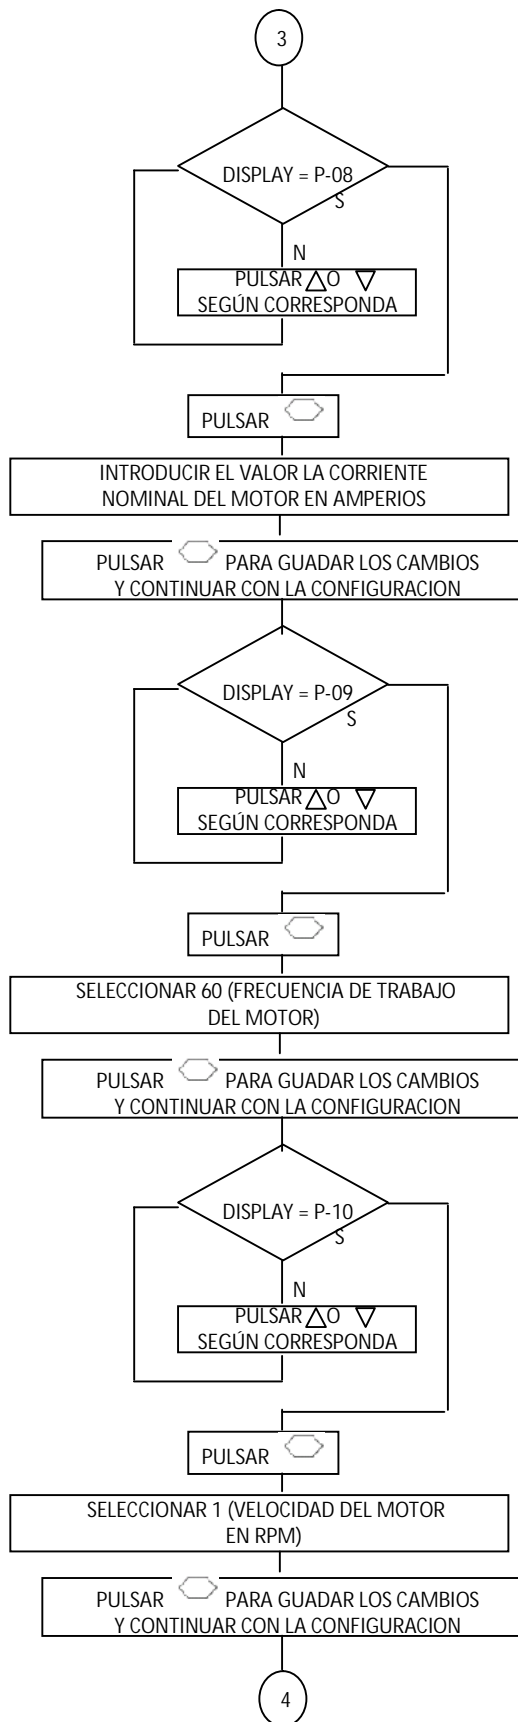 3
DISPLAY = P-08
S
N
PULSAR O
SEGÚN CORRESPONDA
PULSAR
INTRODUCIR EL VALOR LA CORRIENTE
NOMINAL DEL MOTOR EN AMPERIOS
PULSAR PARA GUADAR LOS CAMBIOS
Y CONTINUAR CON LA CONFIGURACION
DISPLAY = P-09
S
N
PULSAR O
SEGÚN CORRESPONDA
PULSAR
SELECCIONAR 60 (FRECUENCIA DE TRABAJO
DEL MOTOR)
PULSAR PARA GUADAR LOS CAMBIOS
Y CONTINUAR CON LA CONFIGURACION
DISPLAY = P-10
S
N
PULSAR O
SEGÚN CORRESPONDA
PULSAR
SELECCIONAR 1 (VELOCIDAD DEL MOTOR
EN RPM)
PULSAR PARA GUADAR LOS CAMBIOS
Y CONTINUAR CON LA CONFIGURACION
4